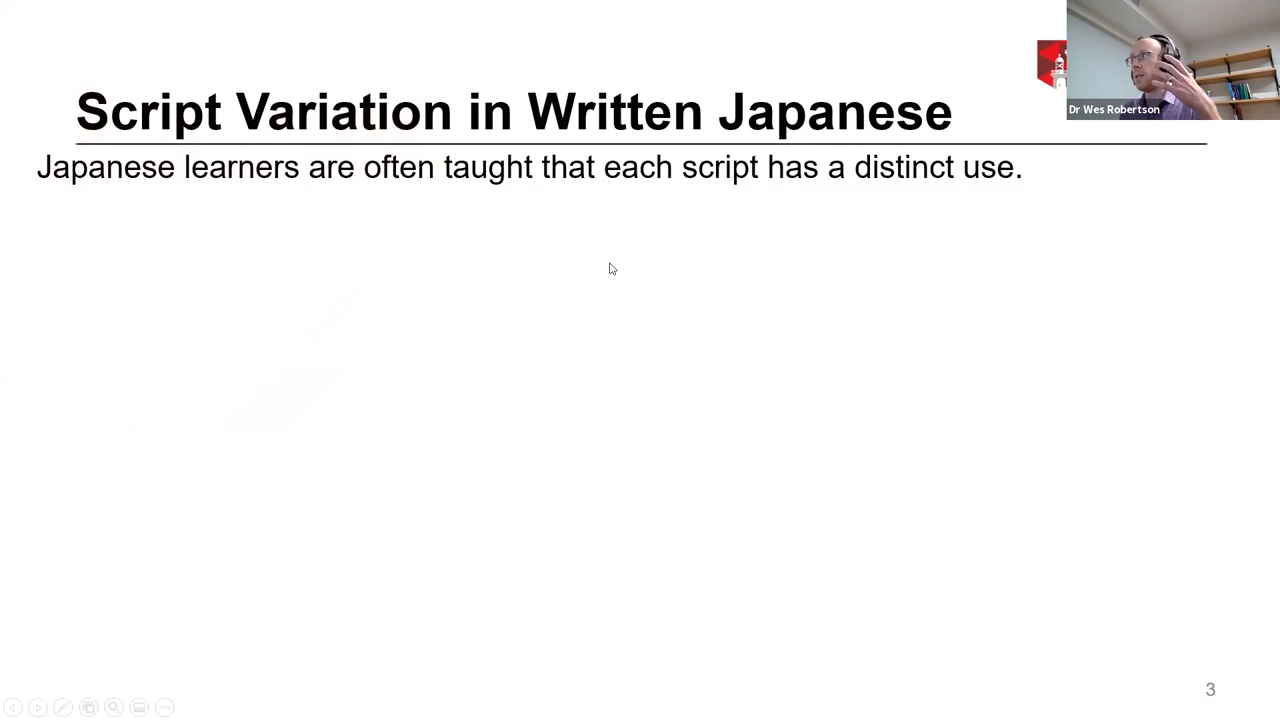 Script Variation in Written Japanese
Dr Wes Robertson
Japanese learners are often taught that each script has a distinct use.
3